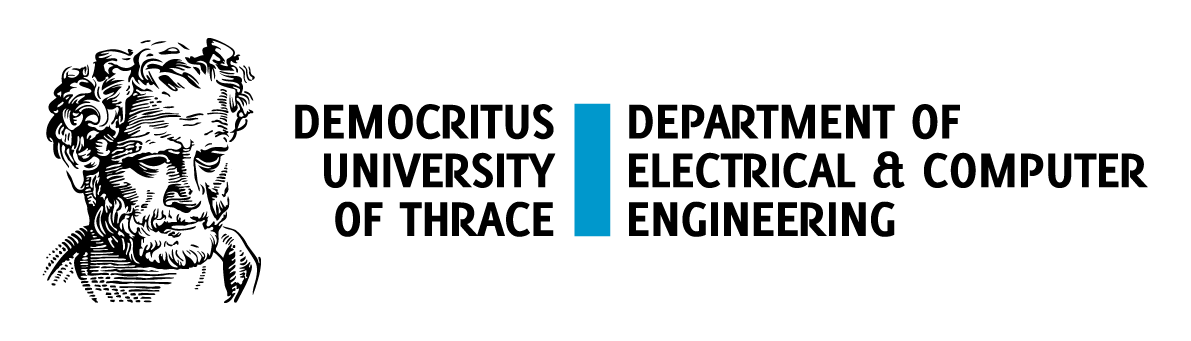 DEMOCRITUS
UNIVERSITY
OF THRACE
DEPARTMENT OF
ELECTRICAL & COMPUTER
ENGINEERING